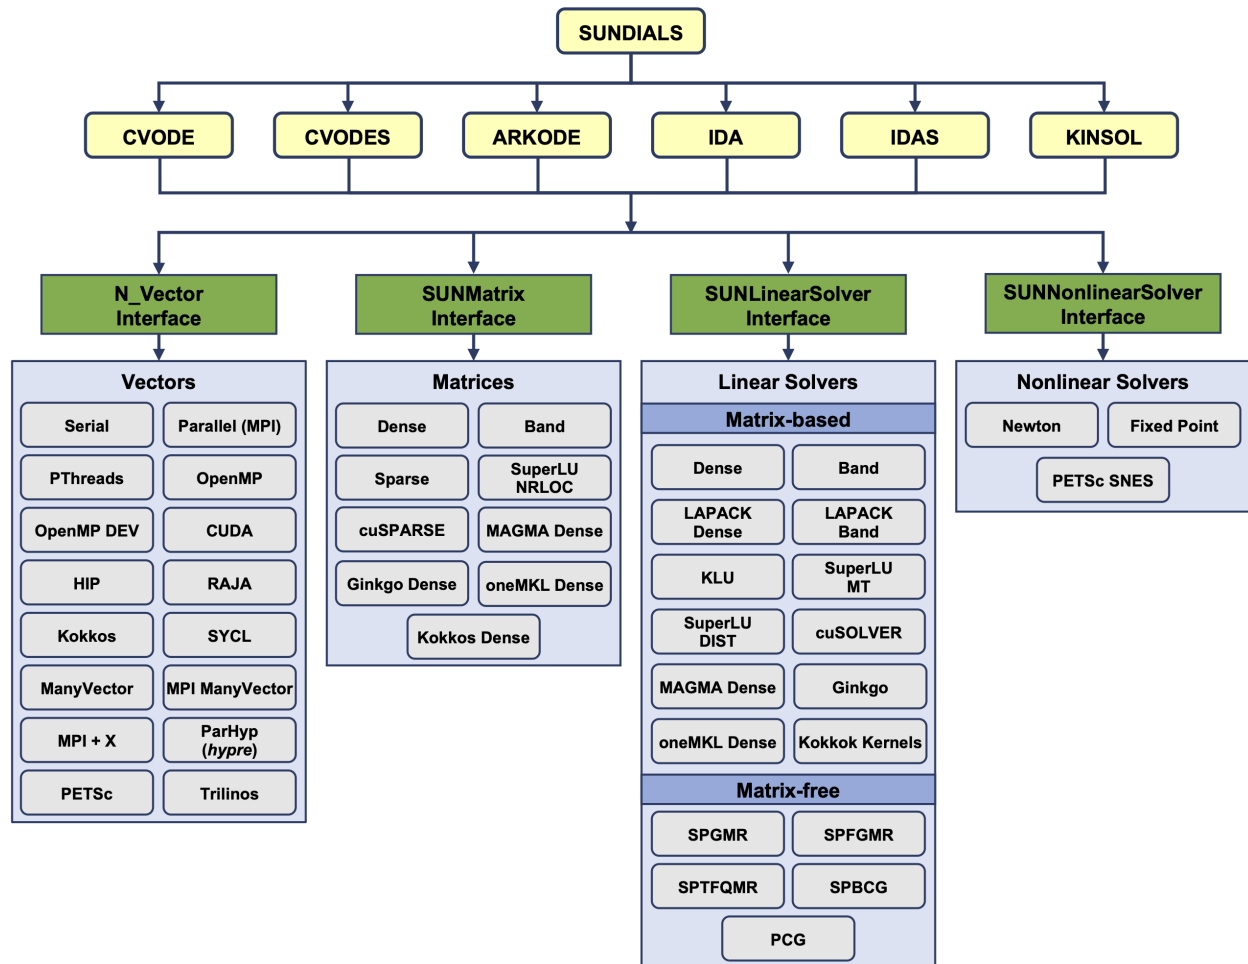 SUNDIALS
CVODE
CVODES
ARKODE
IDA
IDAS
KINSOL
N_Vector
Interface
SUNMatrix
Interface
SUNLinearSolver
Interface
SUNNonlinearSolver
Interface
Vectors
Serial
Parallel (MPI)
PThreads
OpenMP
OpenMP DEV
CUDA
HIP
RAJA
Kokkos
SYCL
ManyVector
MPI ManyVector
MPI + X
ParHyp
(hypre)
PETSc
Trilinos
Matrices
Dense
Band
Sparse
SuperLU
NRLOC
cuSPARSE
MAGMA Dense
Ginkgo Dense
oneMKL Dense
Kokkos Dense
Linear Solvers
Matrix-based
Dense
Band
LAPACK
Dense
LAPACK
Band
KLU
SuperLU
MT
SuperLU
DIST
cuSOLVER
MAGMA Dense
Ginkgo
oneMKL Dense
Kokkok Kernels
Matrix-free
SPGMR
SPFGMR
SPTFQMR
SPBCG
PCG
Nonlinear Solvers
Newton
Fixed Point
PETSc SNES